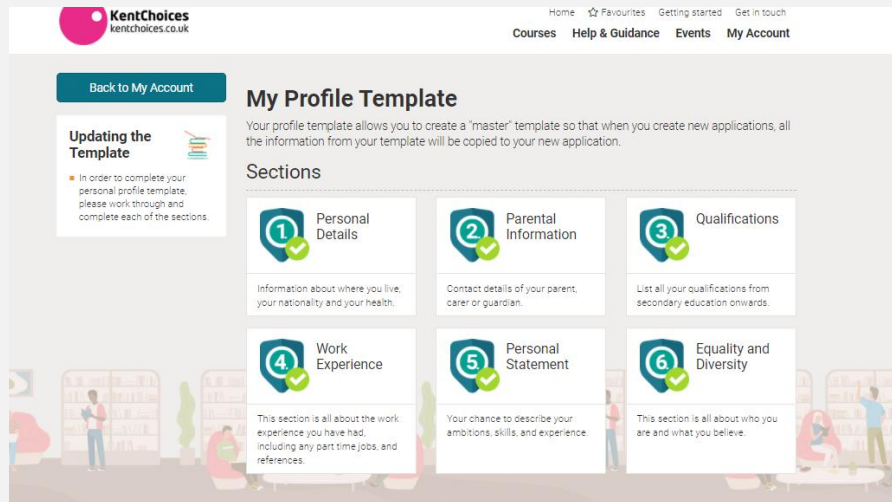 KentChoices
kentchoices.co.uk
Home Favourites Getting started Get in touch
Courses Help & Guidance Events My Account
Back to My Account
Updating the
Template
In order to complete your
personal profile template,
please work through and
complete each of the sections.
My Profile Template
Your profile template allows you to create a "master" template so that when you create new applications, all
the information from your template will be copied to your new application.
Sections
1.
Personal
Details
Information about where you live,
your nationality and your health.
2.
Parental
Information
Contact details of your parent,
carer or guardian.
3.
Qualifications
List all your qualifications from
secondary education onwards.
4.
Work
Experience
This section is all about the work
experience you have had,
including any part time jobs, and
references.
5.
Personal
Statement
Your chance to describe your
ambitions, skills, and experience.
6.
Equality and
Diversity
This section is all about who you
are and what you believe.